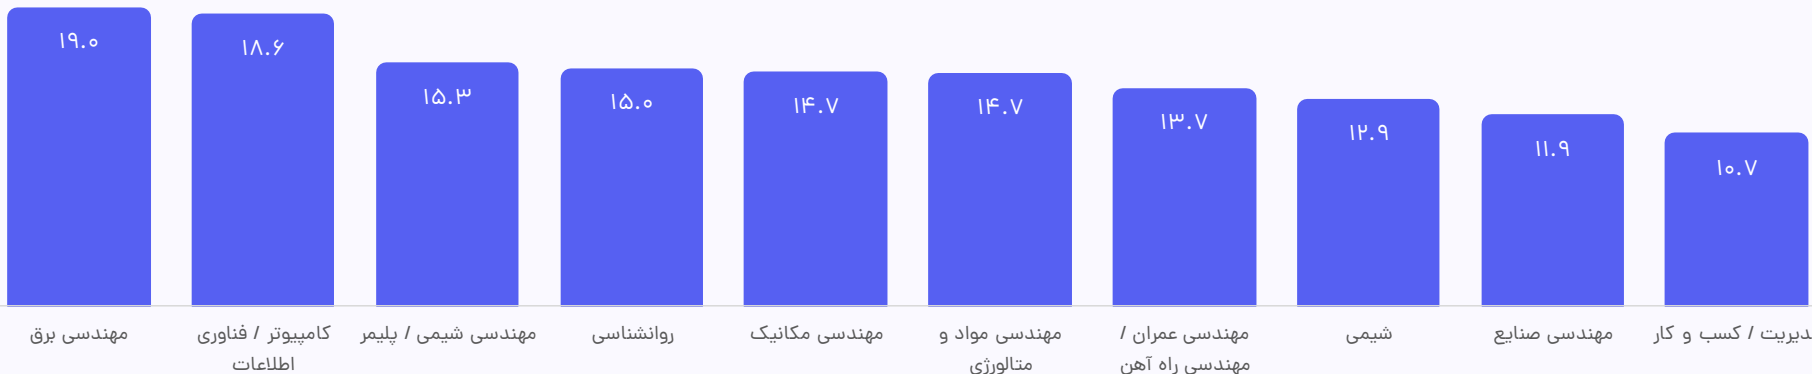 ۱۹.۰
۱۸.۶
۱۵.۳
۱۵.۰
۱۴.۷
۱۴.۷
۱۳.۷
۱۲.۹
۱۱.۹
۱۰.۷
مهندسی برق
کامپیوتر / فناوری
اطلاعات
مهندسی شیمی / پلیمر
روانشناسی
مهندسی مکانیک
مهندسی مواد و
متالورژی
مهندسی عمران /
مهندسی راه آهن
شیمی
مهندسی صنایع
دیریت / کسب و کار